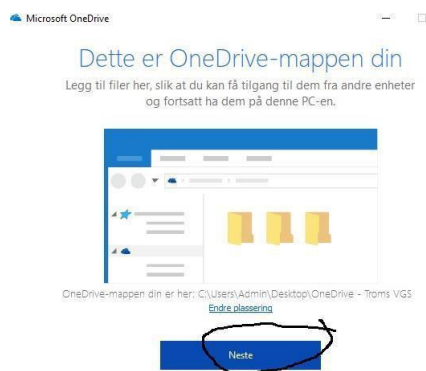 Microsoft OneDrive
Dette er OneDrive-mappen din
Legg til filer her, slik at du kan få tilgang til dem fra andre enheter
og fortsatt ha dem på denne PC-en.
OneDrive-mappen din er her: C:\Users\Admin\Desktop\OneDrive - Troms VGS
Endre plassering
Neste